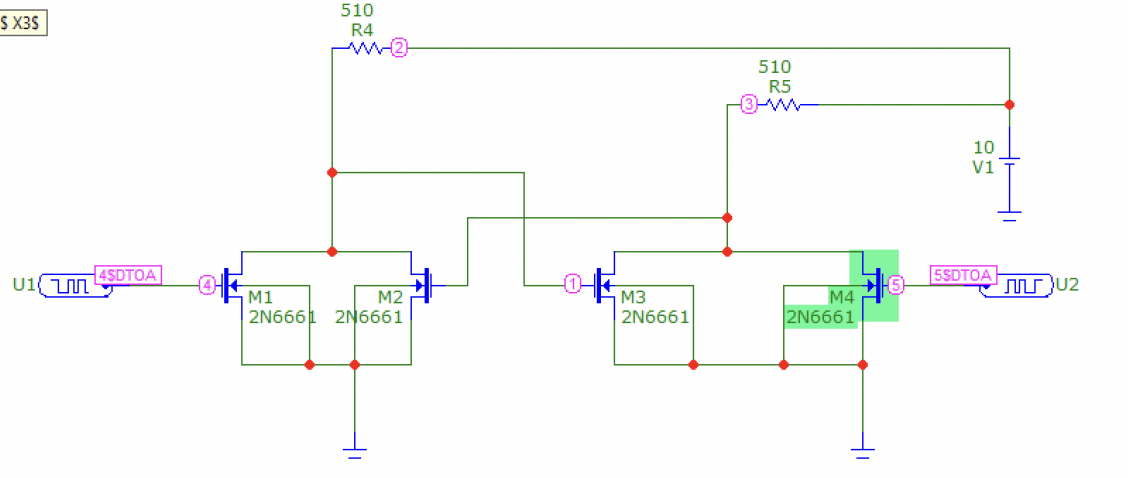 $ X3$
510
R4
2
510
R5
3
10
V1
U1
4$DTOA
4
M1
2N6661
M2
2N6661
1
M3
2N6661
M4
2N6661
5
5$DTOA
U2